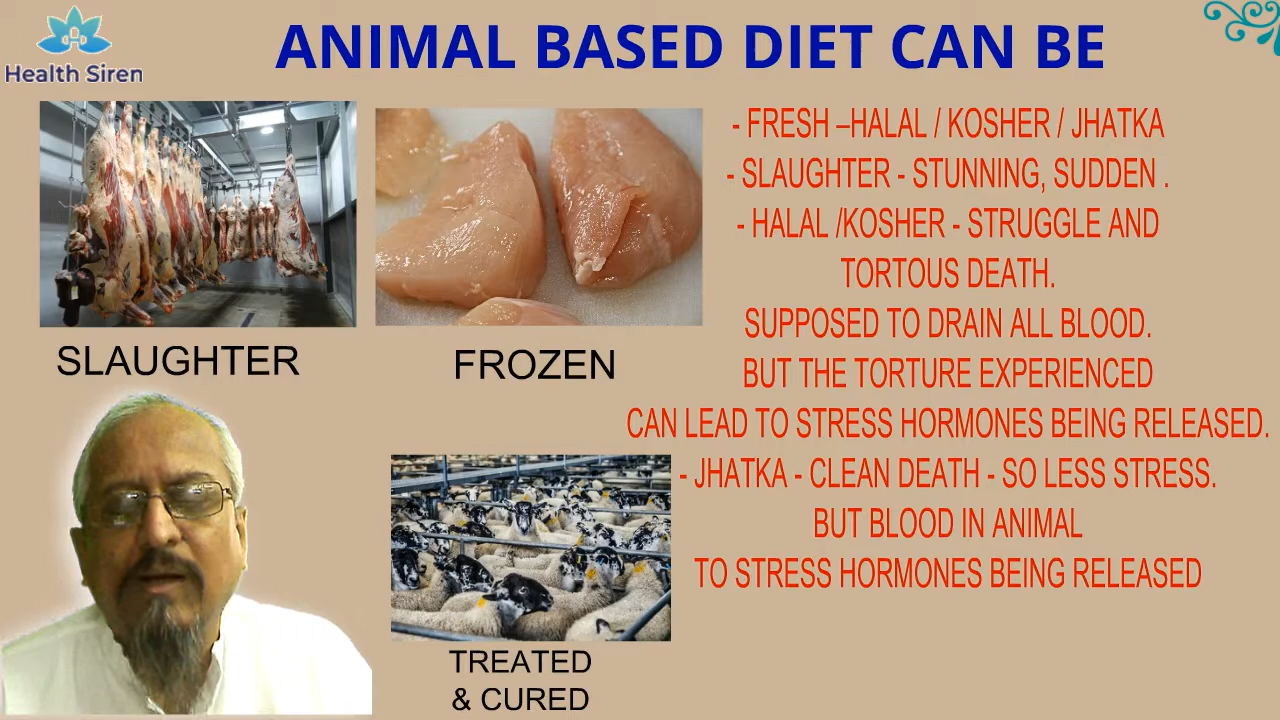 Health Siren
ANIMAL BASED DIET CAN BE
SLAUGHTER
FROZEN
TREATED
& CURED
- FRESH –HALAL / KOSHER / JHATKA
- SLAUGHTER - STUNNING, SUDDEN .
- HALAL /KOSHER - STRUGGLE AND
TORTOUS DEATH.
SUPPOSED TO DRAIN ALL BLOOD.
BUT THE TORTURE EXPERIENCED
CAN LEAD TO STRESS HORMONES BEING RELEASED.
- JHATKA - CLEAN DEATH - SO LESS STRESS.
BUT BLOOD IN ANIMAL
TO STRESS HORMONES BEING RELEASED